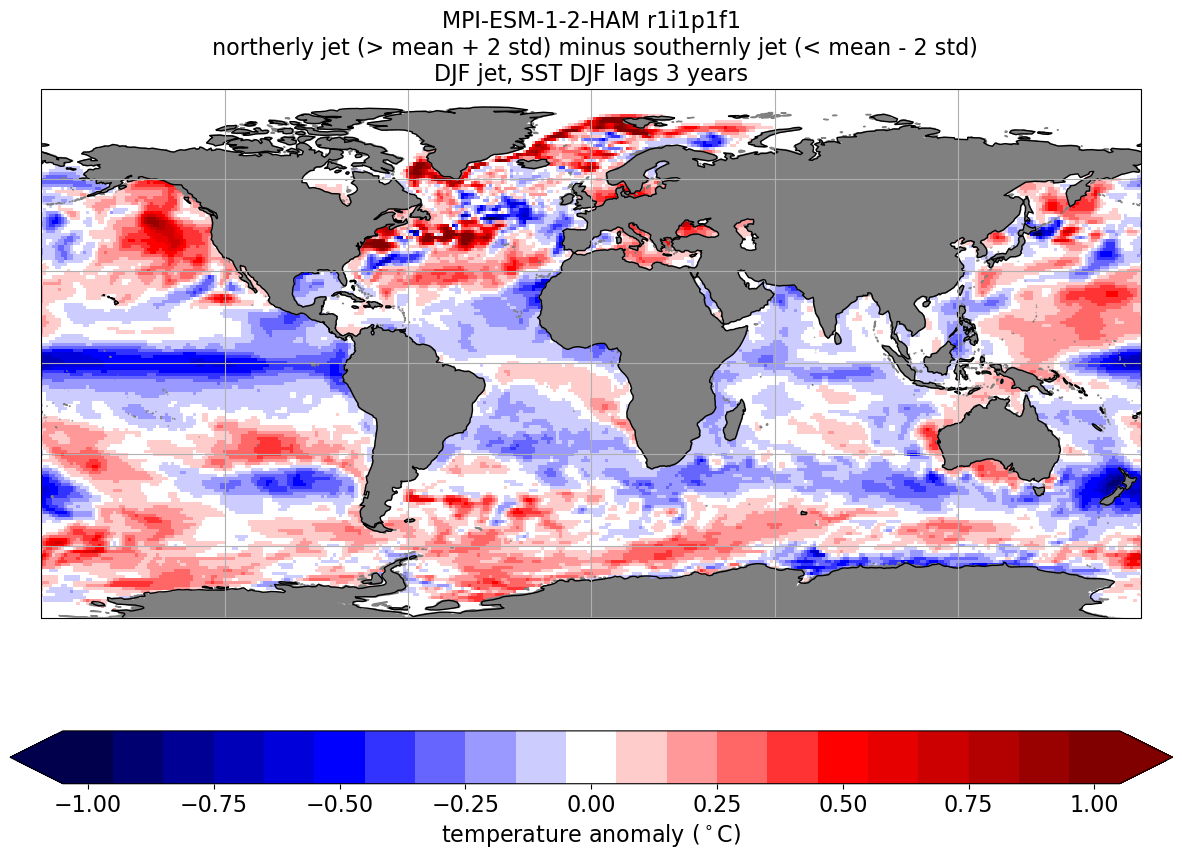 MPI-ESM-1-2-HAM r1i1p1f1
northerly jet (> mean + 2 std) minus southernly jet (< mean - 2 std)
DJF jet, SST DJF lags 3 years
−1.00 −0.75 −0.50 −0.25 0.00 0.25 0.50 0.75 1.00
temperature anomaly (°C)